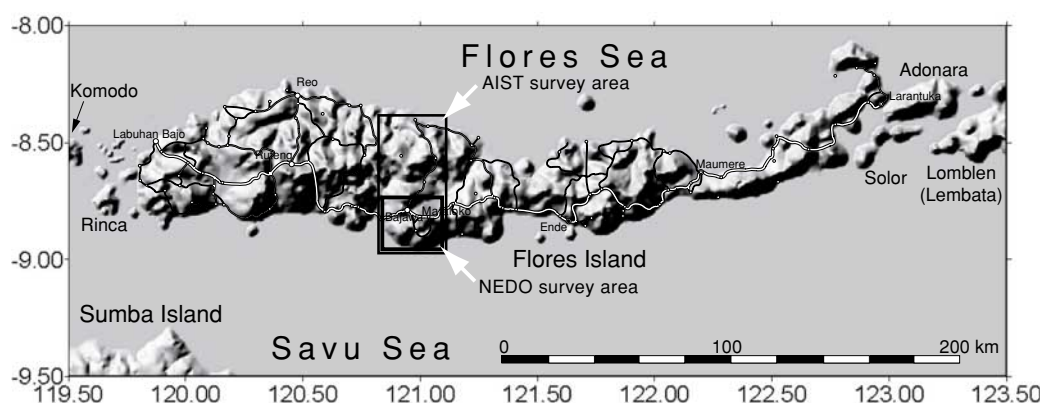 -8.00
Flores Sea
AIST survey area
Adonara
Komodo
Reo
Larantuka
-8.50
Labuhan Bajo
Ruteng
Maumere
Lomblen
(Lembata)
Solor
Rinca
Bajawa
Ende
-9.00
Flores Island
NEDO survey area
Sumba Island
Savu Sea
0 100 200 km
-9.50
119.50 120.00 120.50 121.00 121.50 122.00 122.50 123.00 123.50